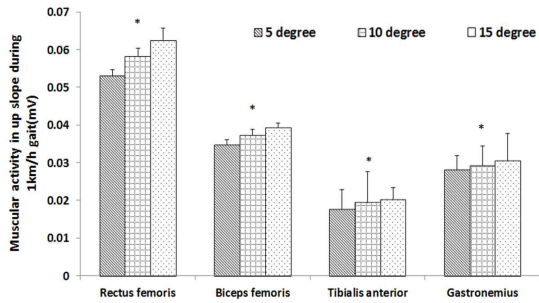 Muscular activity in up slope during
1km/h gait(mV)
0.07
0.06
0.05
0.04
0.03
0.02
0.01
0
5 degree 10 degree 15 degree
* * * *
Rectus femoris Biceps femoris Tibialis anterior Gastronemius